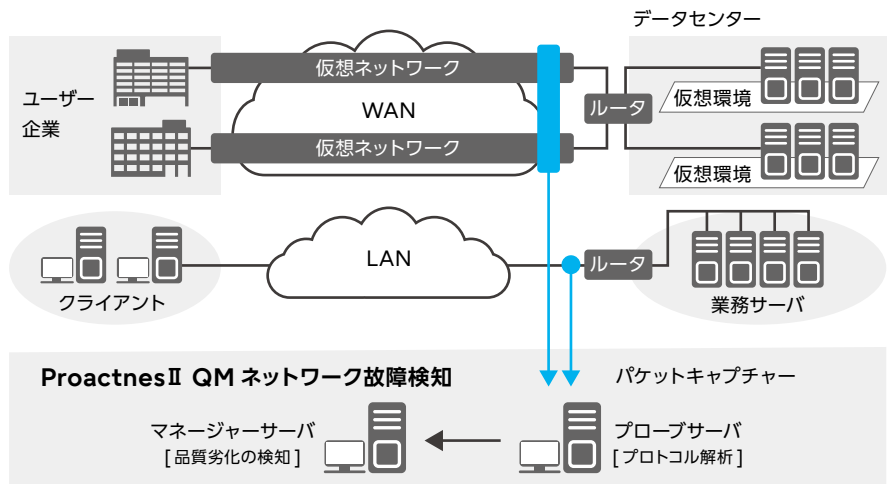 データセンター
ユーザー
企業
仮想ネットワーク
WAN
仮想ネットワーク
ルータ
仮想環境
仮想環境
LAN
ルータ
クライアント
業務サーバ
ProactnesⅡ QM ネットワーク故障検知
パケットキャプチャー
マネージャーサーバ
[品質劣化の検知]
プローブサーバ
[プロトコル解析]